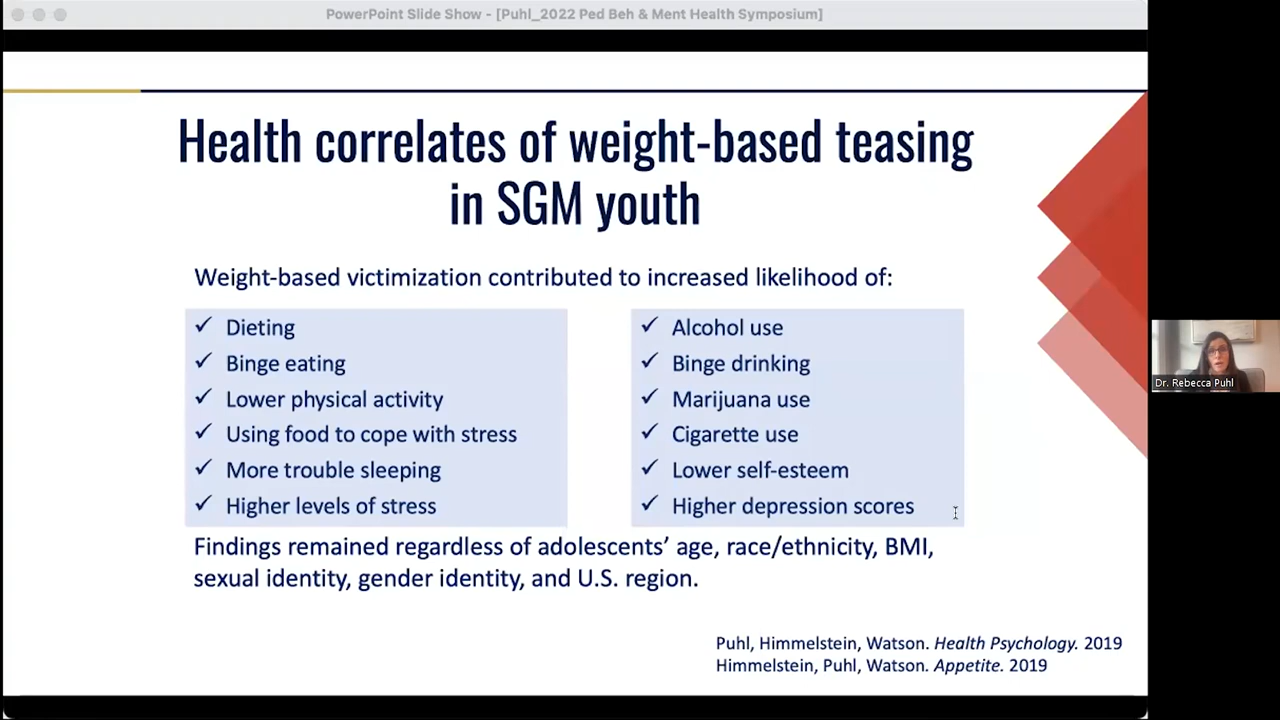 PowerPoint Slide Show - [Puhl_2022 Ped Beh & Ment Health Symposium]
Health correlates of weight-based teasing
in SGM youth
Weight-based victimization contributed to increased likelihood of:
✓ Dieting
✓ Binge eating
✓ Lower physical activity
✓ Using food to cope with stress
✓ More trouble sleeping
✓ Higher levels of stress
✓ Alcohol use
✓ Binge drinking
✓ Marijuana use
✓ Cigarette use
✓ Lower self-esteem
✓ Higher depression scores
Findings remained regardless of adolescents’ age, race/ethnicity, BMI,
sexual identity, gender identity, and U.S. region.
Puhl, Himmelstein, Watson. Health Psychology. 2019
Himmelstein, Puhl, Watson. Appetite. 2019
Dr. Rebecca Puhl